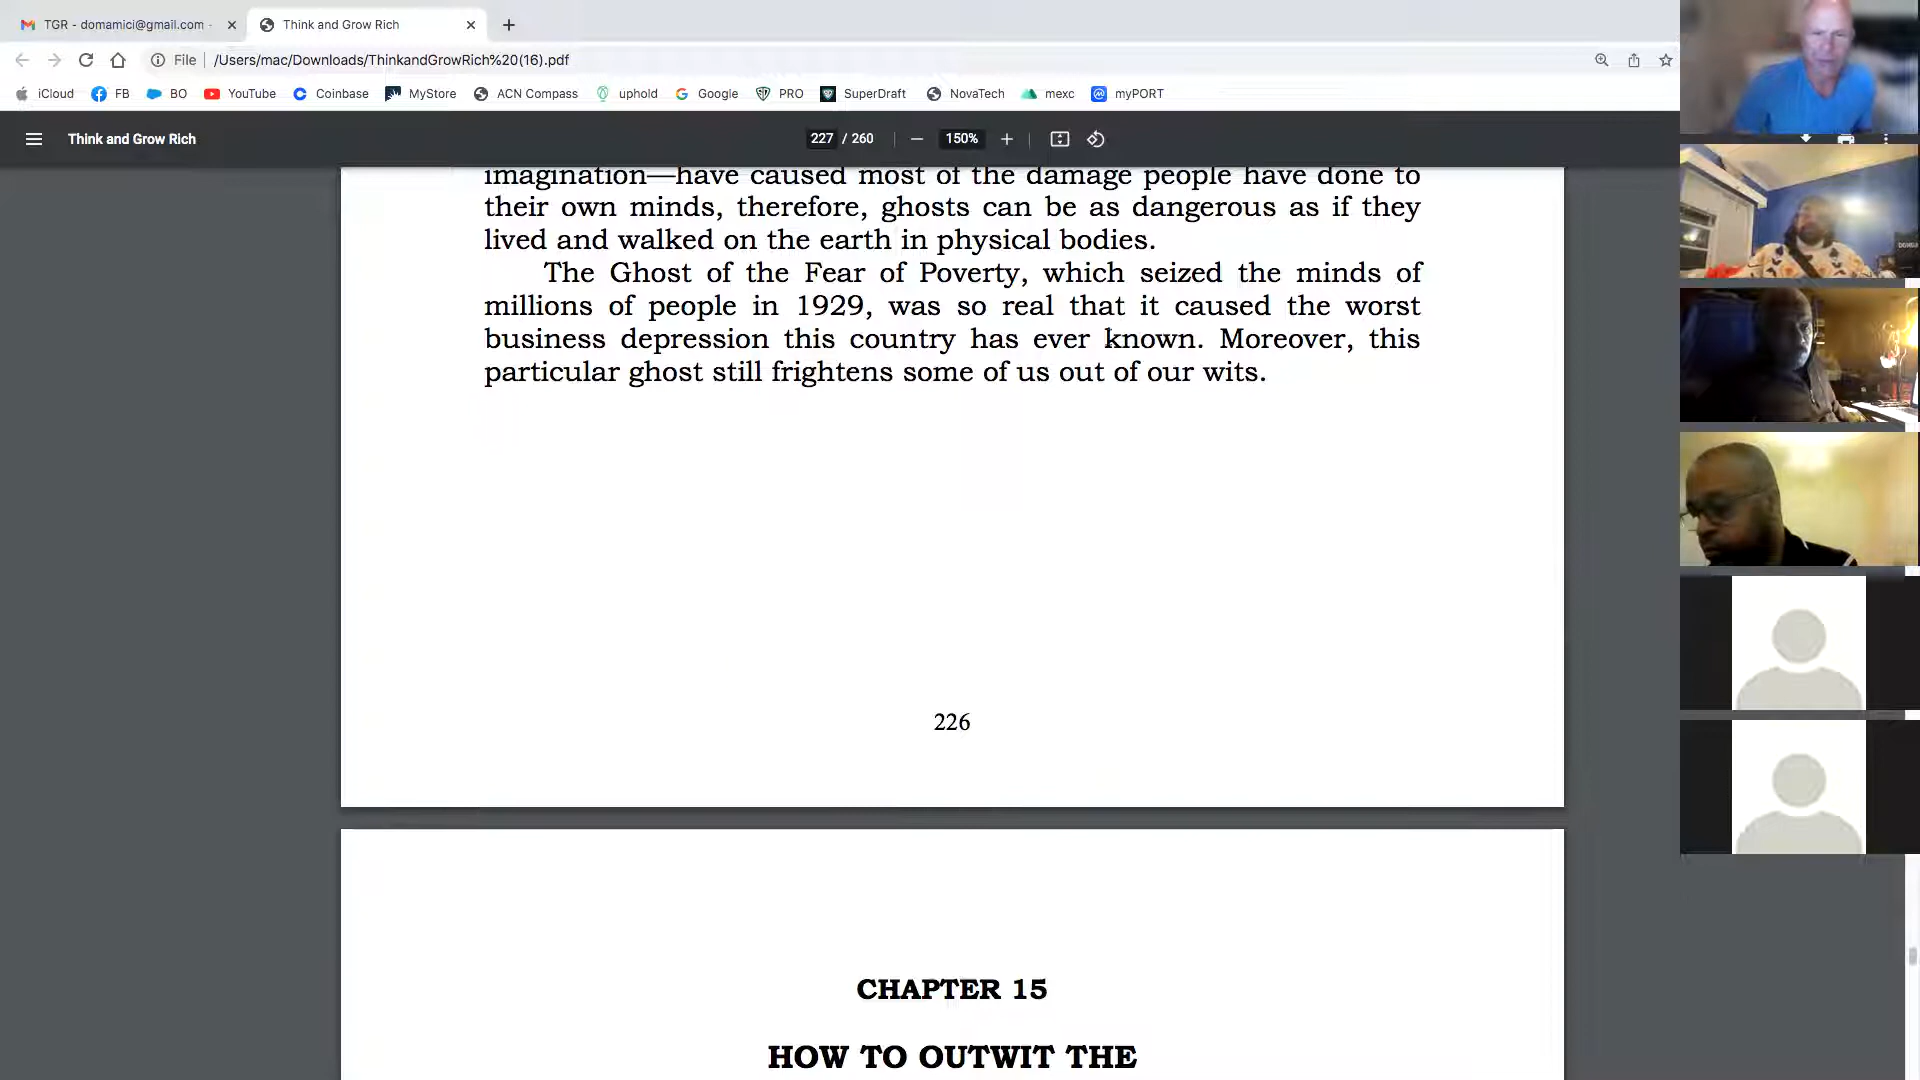 TGR - domamici@gmail.com -
Think and Grow Rich
File
/Users/mac/Downloads/ThinkandGrowRich%20(16).pdf
iCloud FB BO YouTube Coinbase MyStore ACN Compass uphold Google PRO SuperDraft NovaTech mexc myPORT
Think and Grow Rich
227 / 260
150%
imagination—have caused most of the damage people have done to
their own minds, therefore, ghosts can be as dangerous as if they
lived and walked on the earth in physical bodies.
The Ghost of the Fear of Poverty, which seized the minds of
millions of people in 1929, was so real that it caused the worst
business depression this country has ever known. Moreover, this
particular ghost still frightens some of us out of our wits.
226
CHAPTER 15
HOW TO OUTWIT THE